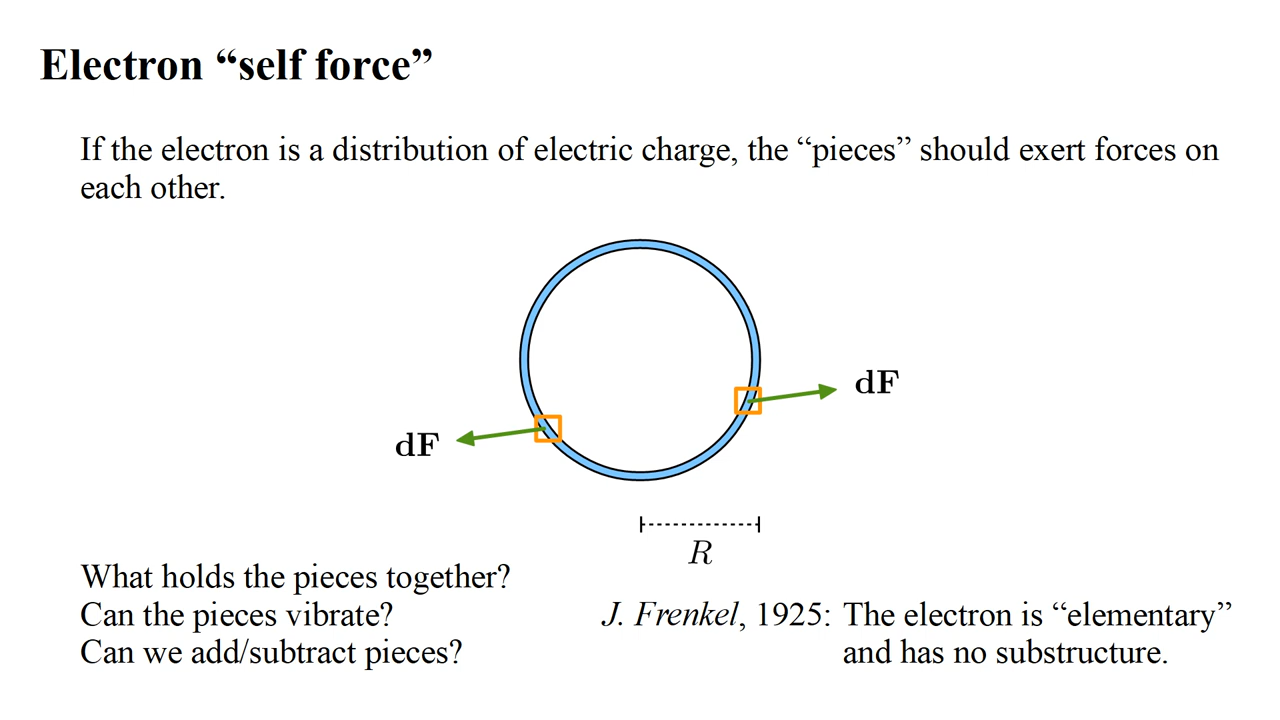 Electron “self force”
If the electron is a distribution of electric charge, the “pieces” should exert forces on
each other.
dF
dF
R
What holds the pieces together?
Can the pieces vibrate?
Can we add/subtract pieces?
J. Frenkel, 1925: The electron is “elementary”
and has no substructure.